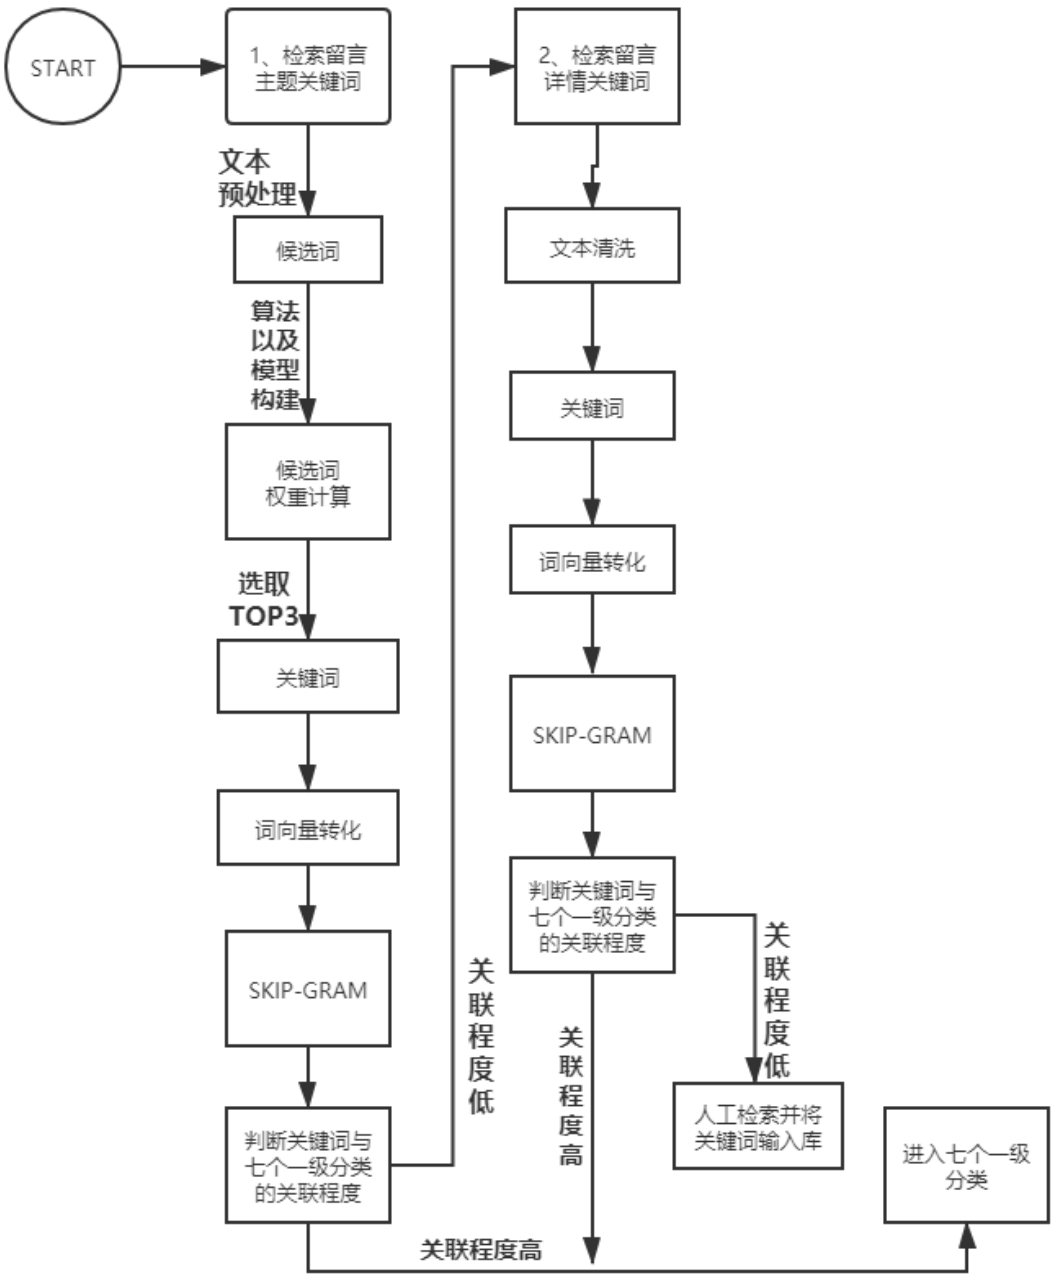 START
1、检索留言
主题关键词
文本
预处理
候选词
算法
以及
模型
构建
候选词
权重计算
选取
TOP3
关键词
词向量转化
SKIP-GRAM
判断关键词与
七个一级分类
的关联程度
关联程度低
关联程度高
2、检索留言
详情关键词
文本清洗
关键词
词向量转化
SKIP-GRAM
判断关键词与
七个一级分类
的关联程度
关联程度高
关联程度低
人工检索并将
关键词输入库
进入七个一级
分类